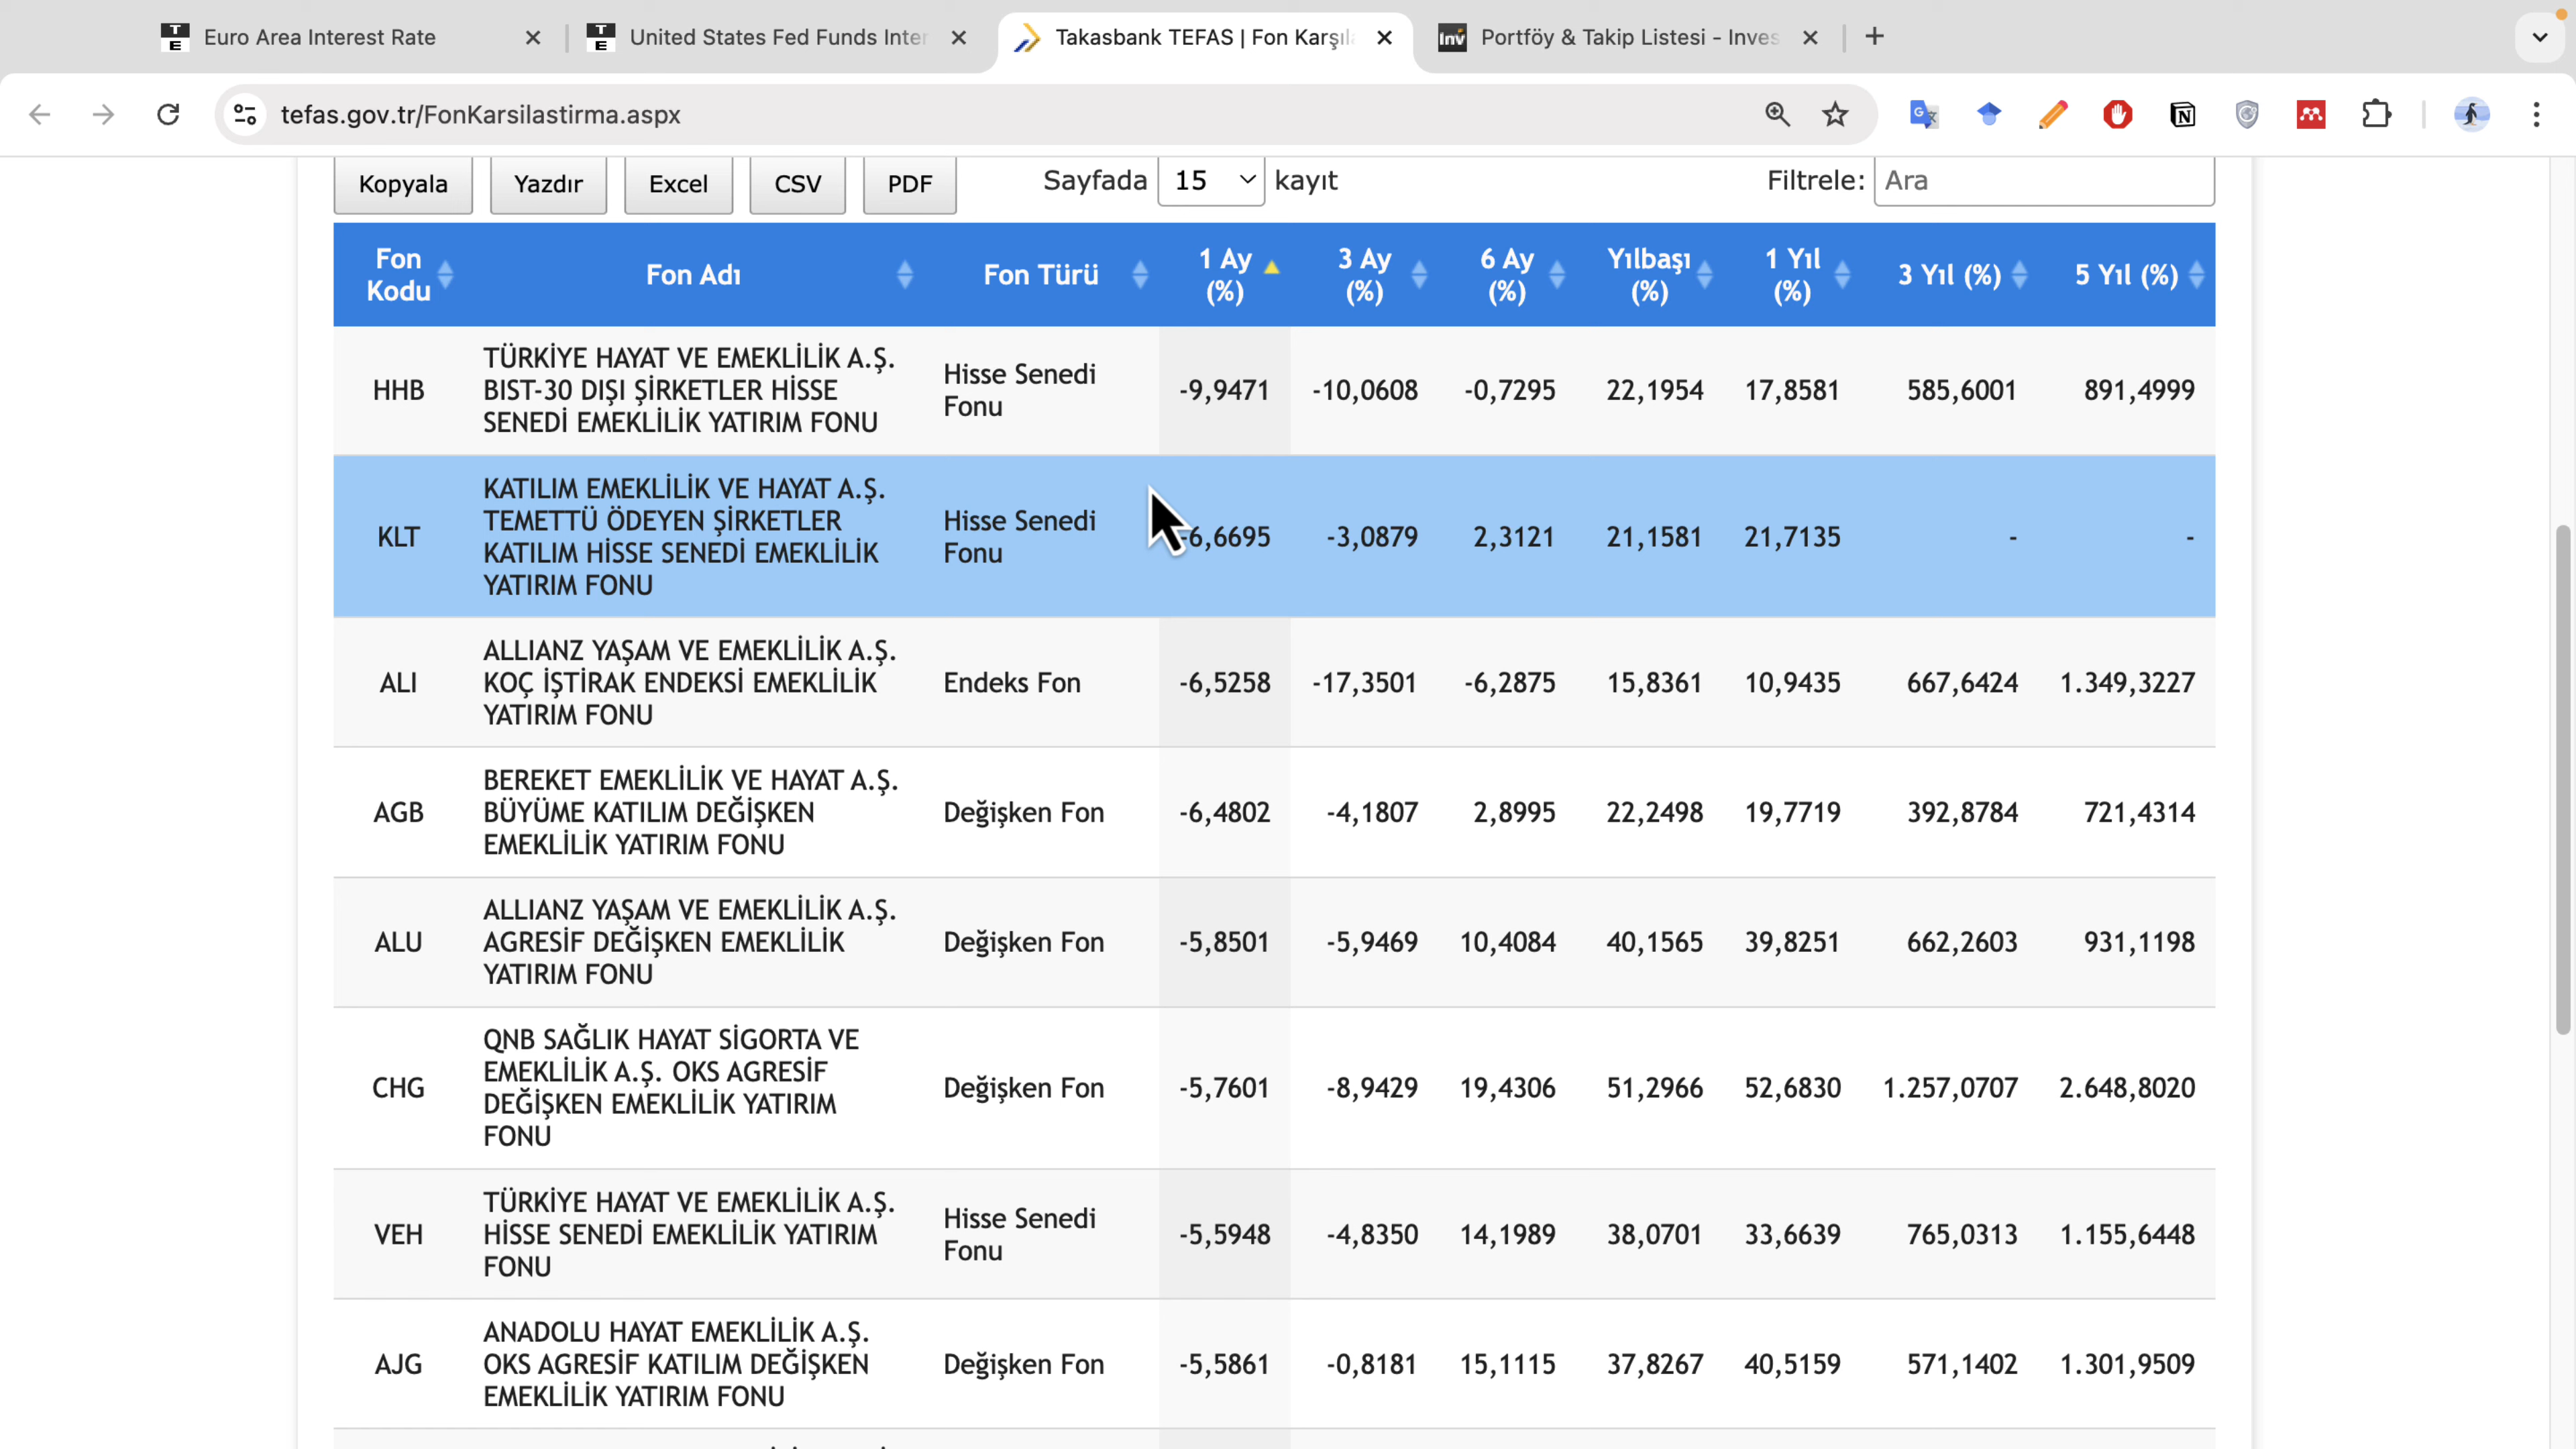 Euro Area Interest Rate
United States Fed Funds Inter
Takasbank TEFAS | Fon Karşıla
Portföy & Takip Listesi - Inves
tefas.gov.tr/FonKarsilastirma.aspx
Kopyala Yazdır Excel CSV PDF Sayfada 15 kayıt Filtrele: Ara
Fon Kodu Fon Adı Fon Türü 1 Ay (%) 3 Ay (%) 6 Ay (%) Yılbaşı (%) 1 Yıl (%) 3 Yıl (%) 5 Yıl (%)
TÜRKİYE HAYAT VE EMEKLİLİK A.Ş.
HHB BIST-30 DIŞI ŞİRKETLER HİSSE Hisse Senedi Fonu -9,9471 -10,0608 -0,7295 22,1954 17,8581 585,6001 891,4999
SENEDİ EMEKLİLİK YATIRIM FONU
KATILIM EMEKLİLİK VE HAYAT A.Ş.
TEMETTÜ ÖDEYEN ŞİRKETLER
KLT KATILIM HİSSE SENEDİ EMEKLİLİK Hisse Senedi Fonu -6,6695 -3,0879 2,3121 21,1581 21,7135 - -
YATIRIM FONU
ALLIANZ YAŞAM VE EMEKLİLİK A.Ş.
ALI KOÇ İŞTİRAK ENDEKSİ EMEKLİLİK Endeks Fon -6,5258 -17,3501 -6,2875 15,8361 10,9435 667,6424 1.349,3227
YATIRIM FONU
BEREKET EMEKLİLİK VE HAYAT A.Ş.
AGB BÜYÜME KATILIM DEĞİŞKEN Değişken Fon -6,4802 -4,1807 2,8995 22,2498 19,7719 392,8784 721,4314
EMEKLİLİK YATIRIM FONU
ALLIANZ YAŞAM VE EMEKLİLİK A.Ş.
ALU AGRESİF DEĞİŞKEN EMEKLİLİK Değişken Fon -5,8501 -5,9469 10,4084 40,1565 39,8251 662,2603 931,1198
YATIRIM FONU
QNB SAĞLIK HAYAT SİGORTA VE
EMEKLİLİK A.Ş. OKS AGRESİF
CHG DEĞİŞKEN EMEKLİLİK YATIRIM Değişken Fon -5,7601 -8,9429 19,4306 51,2966 52,6830 1.257,0707 2.648,8020
FONU
TÜRKİYE HAYAT VE EMEKLİLİK A.Ş.
VEH HİSSE SENEDİ EMEKLİLİK YATIRIM Hisse Senedi Fonu -5,5948 -4,8350 14,1989 38,0701 33,6639 765,0313 1.155,6448
FONU
ANADOLU HAYAT EMEKLİLİK A.Ş.
AJG OKS AGRESİF KATILIM DEĞİŞKEN Değişken Fon -5,5861 -0,8181 15,1115 37,8267 40,5159 571,1402 1.301,9509
EMEKLİLİK YATIRIM FONU